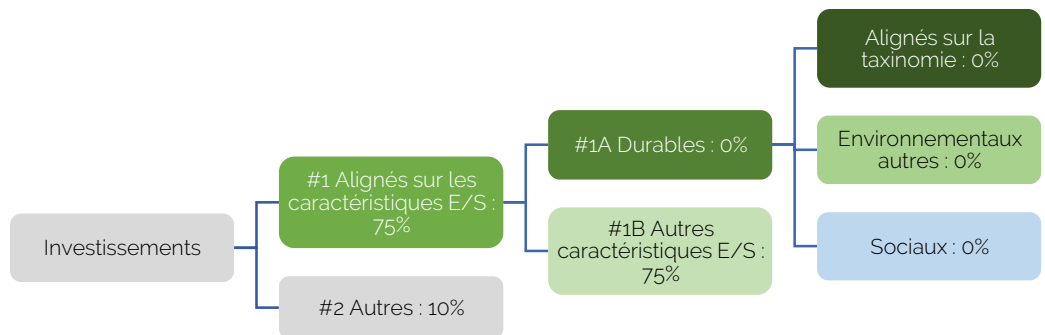 Investissements
#1 Alignés sur les
caractéristiques E/S :
75%
#2 Autres : 10%
#1A Durables : 0%
#1B Autres
caractéristiques E/S :
75%
Alignés sur la
taxinomie : 0%
Environnementaux
autres : 0%
Sociaux : 0%